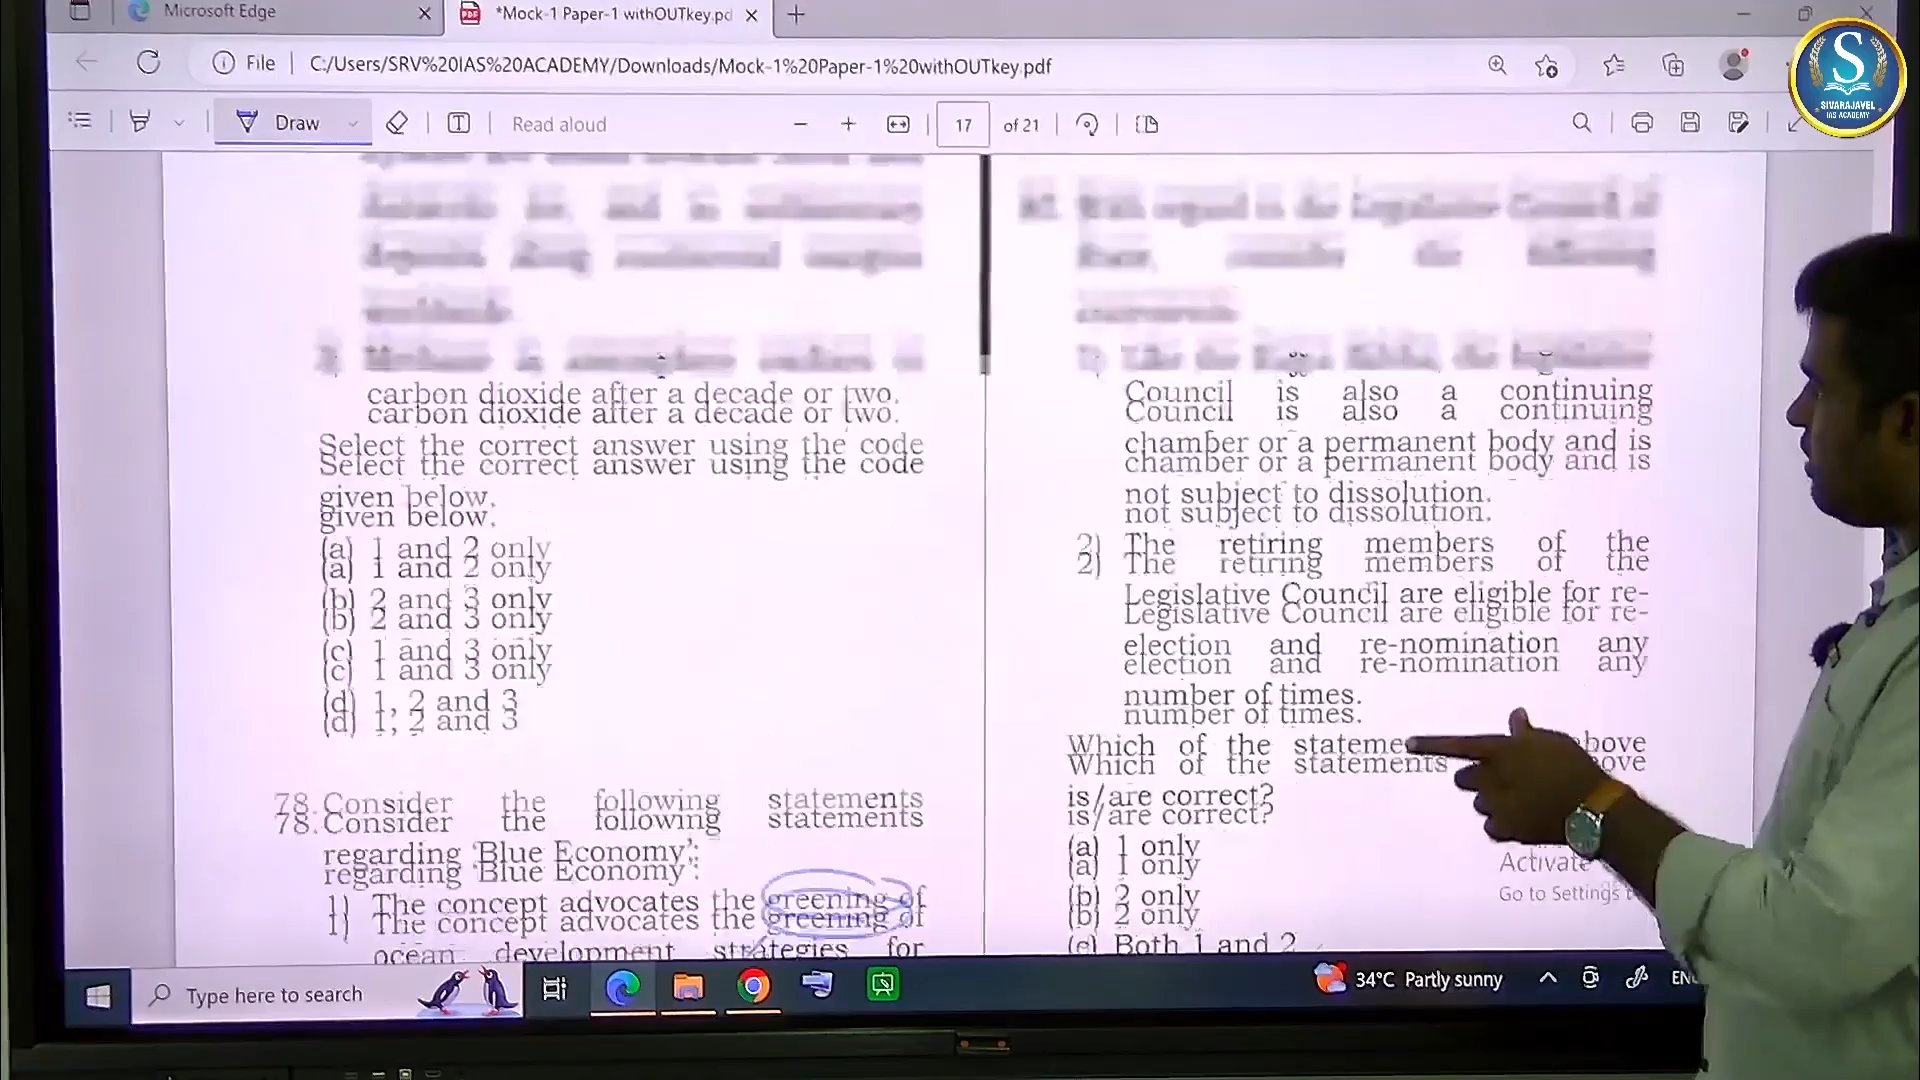 Microsoft Edge
*Mock-1 Paper-1 withOUTkey.pd
File
C:/Users/SRV%20IAS%20ACADEMY/Downloads/Mock-1%20Paper-1%20withOUTkey.pdf
S
SIVARAJAVEL
IAS ACADEMY
Draw
Read aloud
17
of 21
carbon dioxide after a decade or two.
Select the correct answer using the code
given below.
(a) 1 and 2 only
(b) 2 and 3 only
(c) 1 and 3 only
(d) 1, 2 and 3
78. Consider the following statements
regarding 'Blue Economy':
1) The concept advocates the greening of
ocean development strategies for
Council is also a continuing
chamber or a permanent body and is
not subject to dissolution.
2) The retiring members of the
Legislative Council are eligible for re-
election and re-nomination any
number of times.
Which of the statements above
is/are correct?
(a) 1 only
(b) 2 only
(c) Both 1 and 2
Activate
Go to Settings
Type here to search
34°C Partly sunny